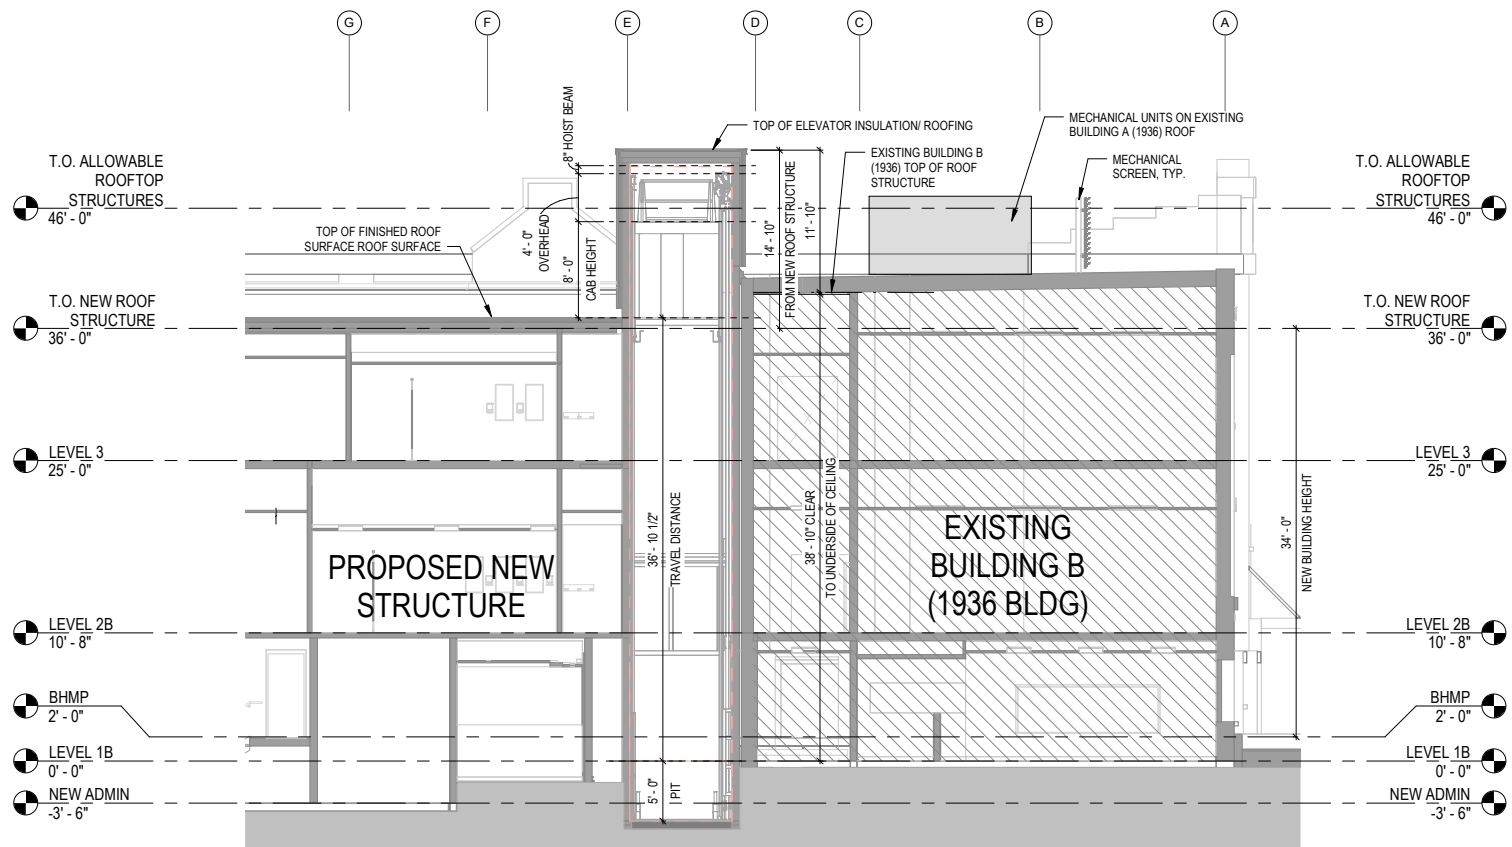 G
F
E
D
C
B
A
8" HOIST BEAM
TOP OF ELEVATOR INSULATION/ ROOFING
EXISTING BUILDING B
(1936) TOP OF ROOF
STRUCTURE
MECHANICAL UNITS ON EXISTING
BUILDING A (1936) ROOF
MECHANICAL
SCREEN, TYP.
T.O. ALLOWABLE
ROOFTOP
STRUCTURES
46' - 0"
T.O. ALLOWABLE
ROOFTOP
STRUCTURES
46' - 0"
TOP OF FINISHED ROOF
SURFACE ROOF SURFACE
4' - 0"
OVERHEAD
8' - 0"
CAB HEIGHT
14' - 10"
FROM NEW ROOF STRUCTURE
11' - 10"
T.O. NEW ROOF
STRUCTURE
36' - 0"
T.O. NEW ROOF
STRUCTURE
36' - 0"
LEVEL 3
25' - 0"
LEVEL 3
25' - 0"
36' - 10 1/2"
TRAVEL DISTANCE
38' - 10" CLEAR
TO UNDERSIDE OF CEILING
34' - 0"
NEW BUILDING HEIGHT
PROPOSED NEW
STRUCTURE
EXISTING
BUILDING B
(1936 BLDG)
LEVEL 2B
10' - 8"
LEVEL 2B
10' - 8"
BHMP
2' - 0"
BHMP
2' - 0"
LEVEL 1B
0' - 0"
LEVEL 1B
0' - 0"
5' - 0"
PIT
NEW ADMIN
-3' - 6"
NEW ADMIN
-3' - 6"